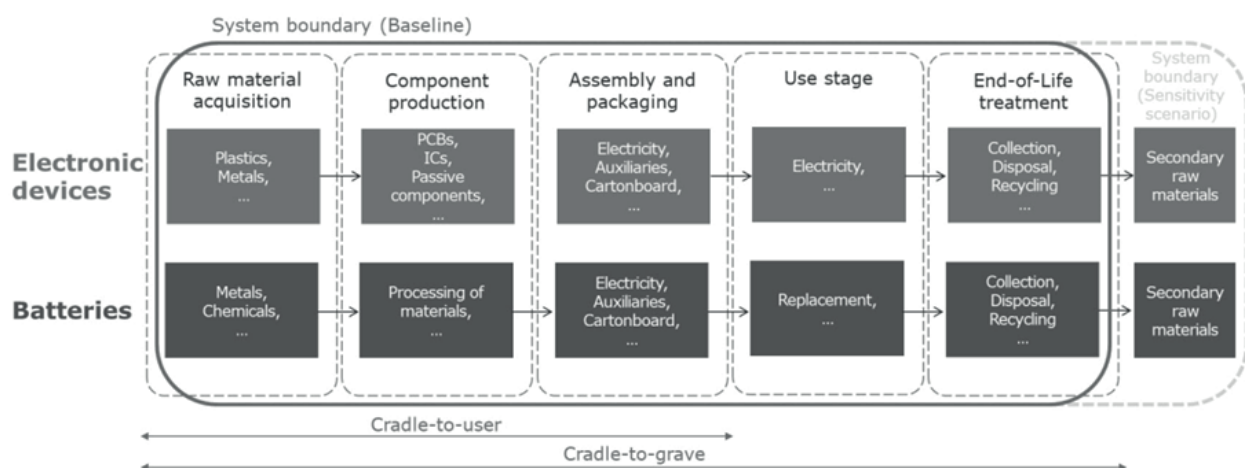 System boundary (Baseline)
Raw material
acquisition
Component
production
Assembly and
packaging
Use stage
End-of-Life
treatment
System
boundary
(Sensitivity
scenario)
Electronic
devices
Plastics,
Metals,
...
PCBs,
ICs,
Passive
components,
...
Electricity,
Auxiliaries,
Cartonboard,
...
Electricity,
...
Collection,
Disposal,
Recycling
...
Secondary
raw
materials
Batteries
Metals,
Chemicals,
...
Processing of
materials,
...
Electricity,
Auxiliaries,
Cartonboard,
...
Replacement,
...
Collection,
Disposal,
Recycling
...
Secondary
raw
materials
Cradle-to-user
Cradle-to-grave